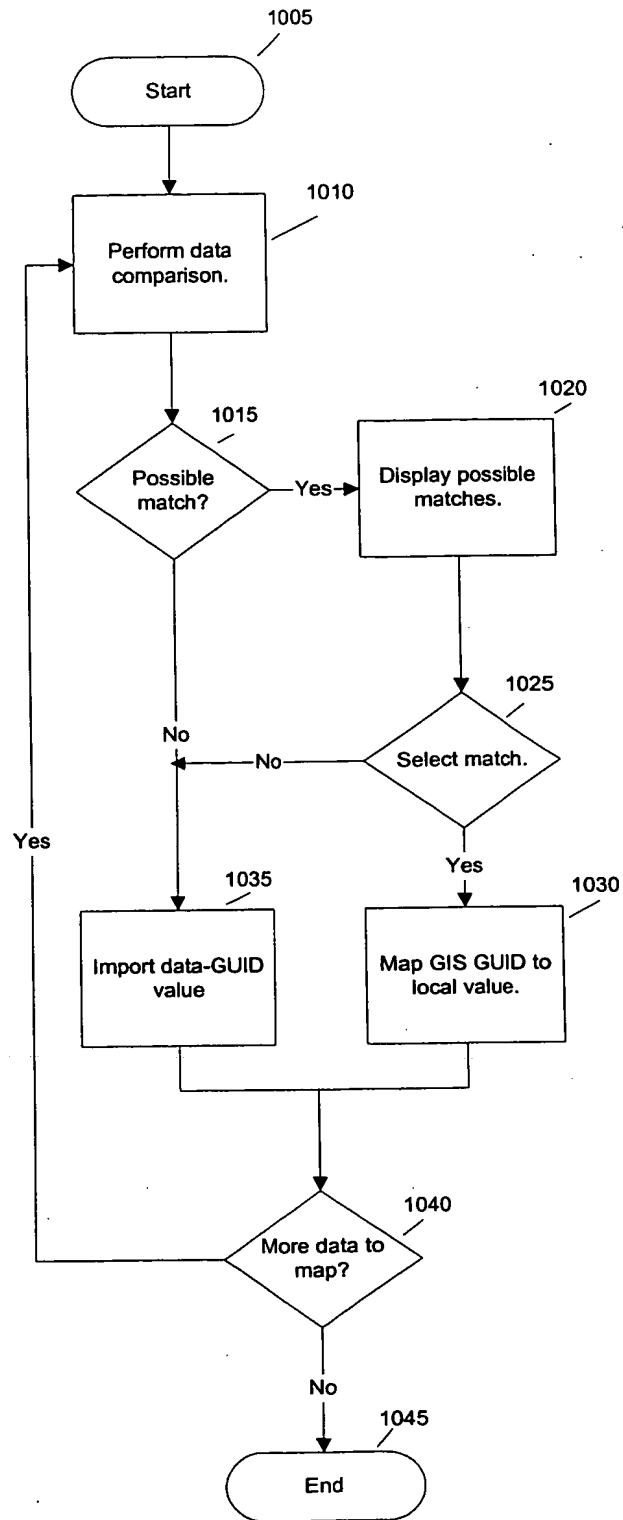 1005
Start
1010
Perform data
comparison.
1015
Possible
match?
Yes
1020
Display possible
matches.
1025
Select match.
No
No
Yes
Yes
1035
Import data-GUID
value
1030
Map GIS GUID to
local value.
1040
More data to
map?
No
1045
End